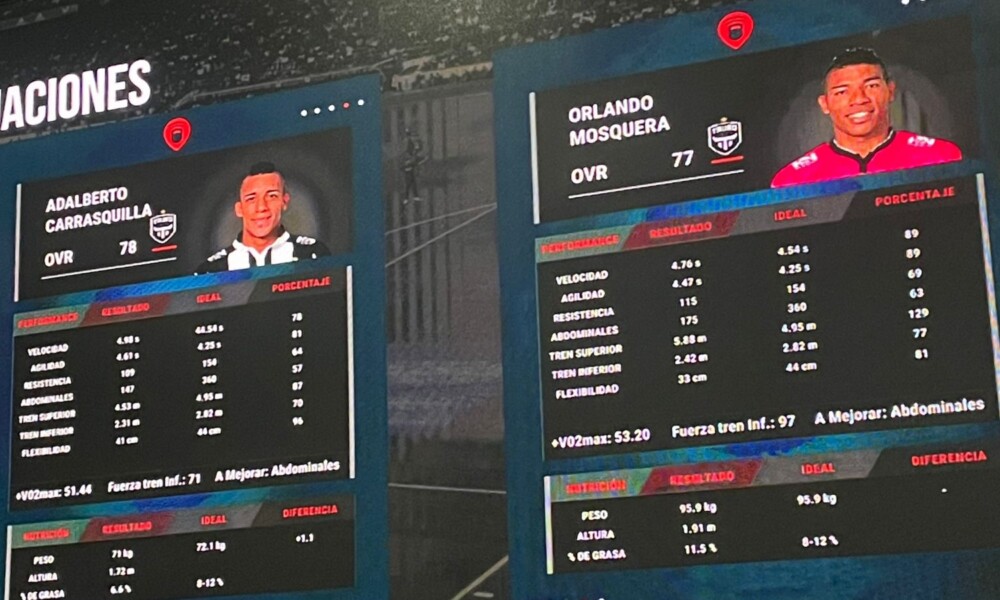 ACIONES
ADALBERTO
CARRASQUILLA
OVR 78
PERFORMANCE RESULTADO IDEAL PORCENTAJE
VELOCIDAD 4.98 s 44.54 s 78
AGILIDAD 4.61 s 4.25 s 81
RESISTENCIA 109 154 64
ABDOMINALES 147 360 57
TREN SUPERIOR 4.53 m 4.95 m 87
TREN INFERIOR 2.31 m 2.82 m 70
FLEXIBILIDAD 41 cm 44 cm 96
+V02max: 51.44 Fuerza tren Inf.: 71 A Mejorar: Abdominales
NUTRICIÓN RESULTADO IDEAL DIFERENCIA
PESO 71 kg 72.1 kg +1.1
ALTURA 1.72 m
% DE GRASA 6.6 % 8-12 %
ORLANDO
MOSQUERA
OVR 77
PERFORMANCE RESULTADO IDEAL PORCENTAJE
VELOCIDAD 4.76 s 4.54 s 89
AGILIDAD 4.47 s 4.25 s 89
RESISTENCIA 115 154 69
ABDOMINALES 175 360 63
TREN SUPERIOR 5.88 m 4.95 m 129
TREN INFERIOR 2.42 m 2.82 m 77
FLEXIBILIDAD 33 cm 44 cm 81
+V02max: 53.20 Fuerza tren Inf.: 97 A Mejorar: Abdominales
NUTRICIÓN RESULTADO IDEAL DIFERENCIA
PESO 95.9 kg 95.9 kg -
ALTURA 1.91 m
% DE GRASA 11.5 % 8-12 %